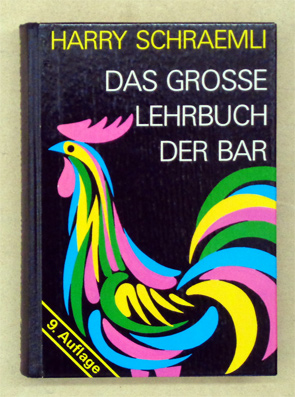 HARRY SCHRAEMLI
DAS GROSSE
LEHRBUCH
DER BAR
9. Auflage